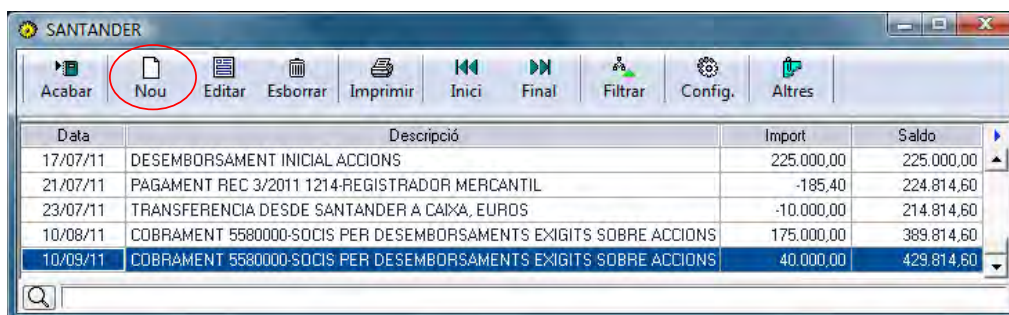 SANTANDER
Acabar Nou Editar Esborrar Imprimir Inici Final Filtrar Config. Altres
Data Descripció Import Saldo
17/07/11 DESEMBORSAMENT INICIAL ACCIONS 225.000,00 225.000,00
21/07/11 PAGAMENT REC 3/2011 1214-REGISTRADOR MERCANTIL -185,40 224.814,60
23/07/11 TRANSFERENCIA DESDE SANTANDER A CAIXA, EUROS -10.000,00 214.814,60
10/08/11 COBRAMENT 5580000-SOCIS PER DESEMBORSAMENTS EXIGITS SOBRE ACCIONS 175.000,00 389.814,60
10/09/11 COBRAMENT 5580000-SOCIS PER DESEMBORSAMENTS EXIGITS SOBRE ACCIONS 40.000,00 429.814,60